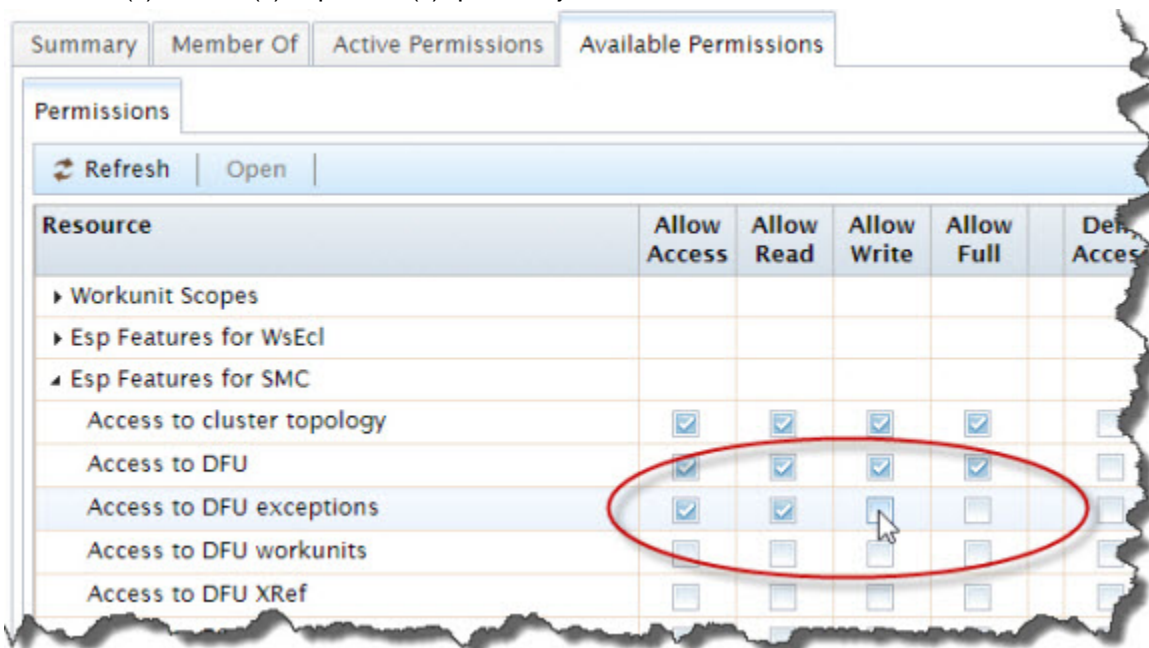 Summary Member Of Active Permissions Available Permissions
Permissions
Refresh Open
Resource Allow Access Allow Read Allow Write Allow Full
Workunit Scopes
Esp Features for WsEcl
Esp Features for SMC
Access to cluster topology
Access to DFU
Access to DFU exceptions
Access to DFU workunits
Access to DFU XRef